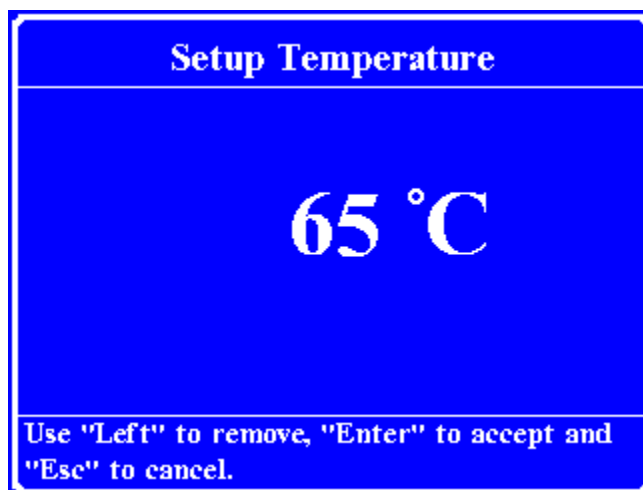 Setup Temperature
65 °C
Use "Left" to remove, "Enter" to accept and
"Esc" to cancel.